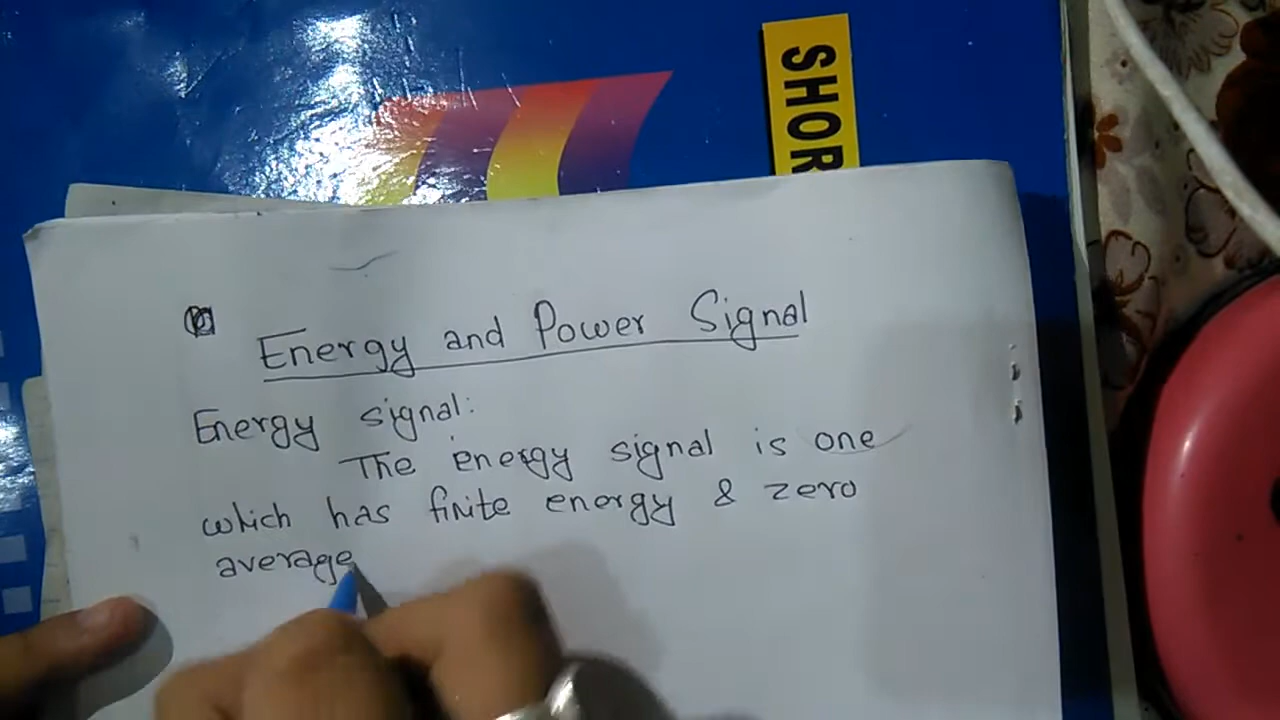 SHOR
Energy and Power Signal
Energy signal:
The energy signal is one
which has finite energy & zero
average